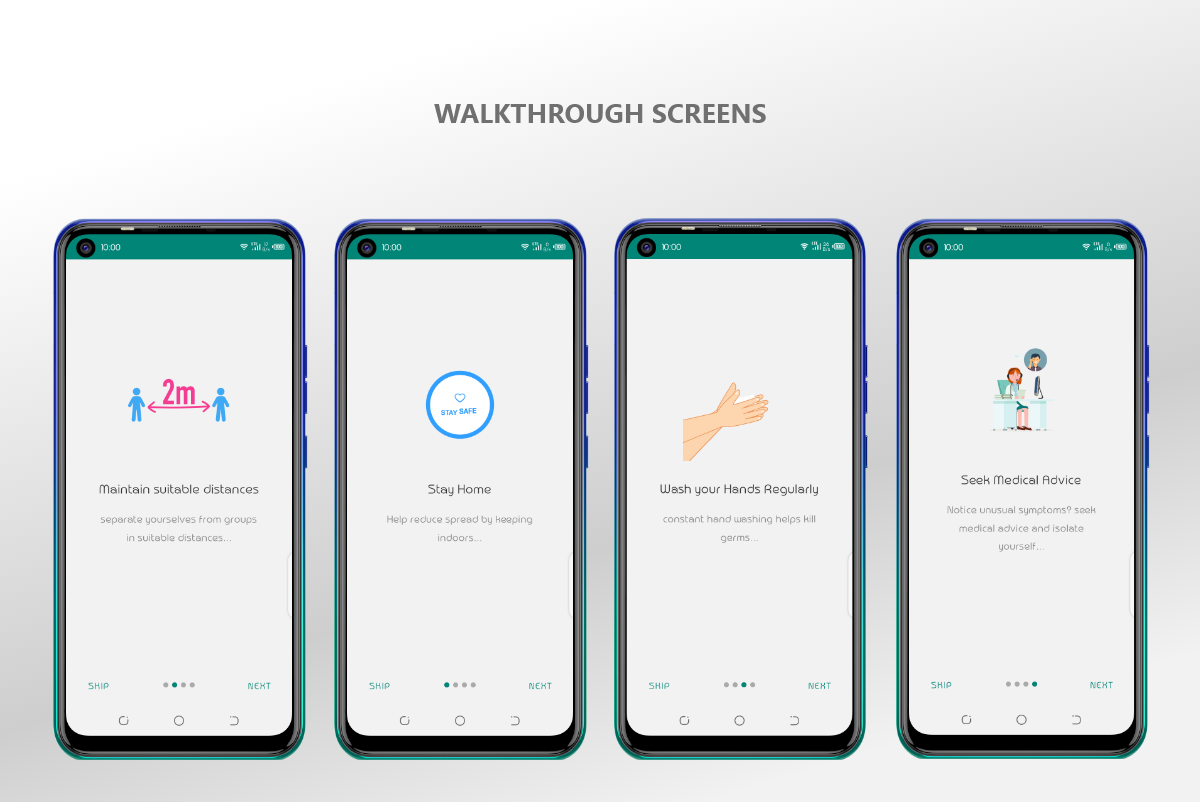 WALKTHROUGH SCREENS
10:00
2m
Maintain suitable distances
separate yourselves from groups
in suitable distances...
SKIP
NEXT
10:00
STAY SAFE
Stay Home
Help reduce spread by keeping
indoors...
SKIP
NEXT
10:00
Wash your Hands Regularly
constant hand washing helps kill
germs...
SKIP
NEXT
10:00
Seek Medical Advice
Notice unusual symptoms? seek
medical advice and isolate
yourself...
SKIP
NEXT